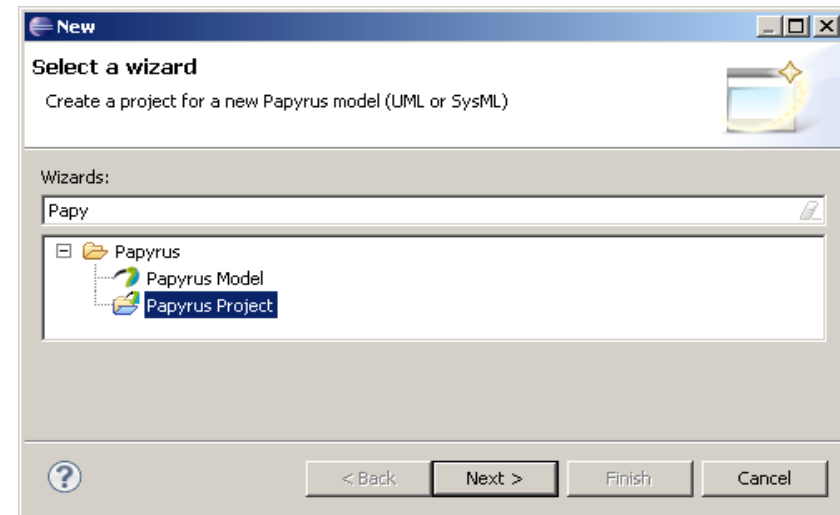 New
Select a wizard
Create a project for a new Papyrus model (UML or SysML)
Wizards:
Papy
Papyrus
Papyrus Model
Papyrus Project
?
< Back Next > Finish Cancel